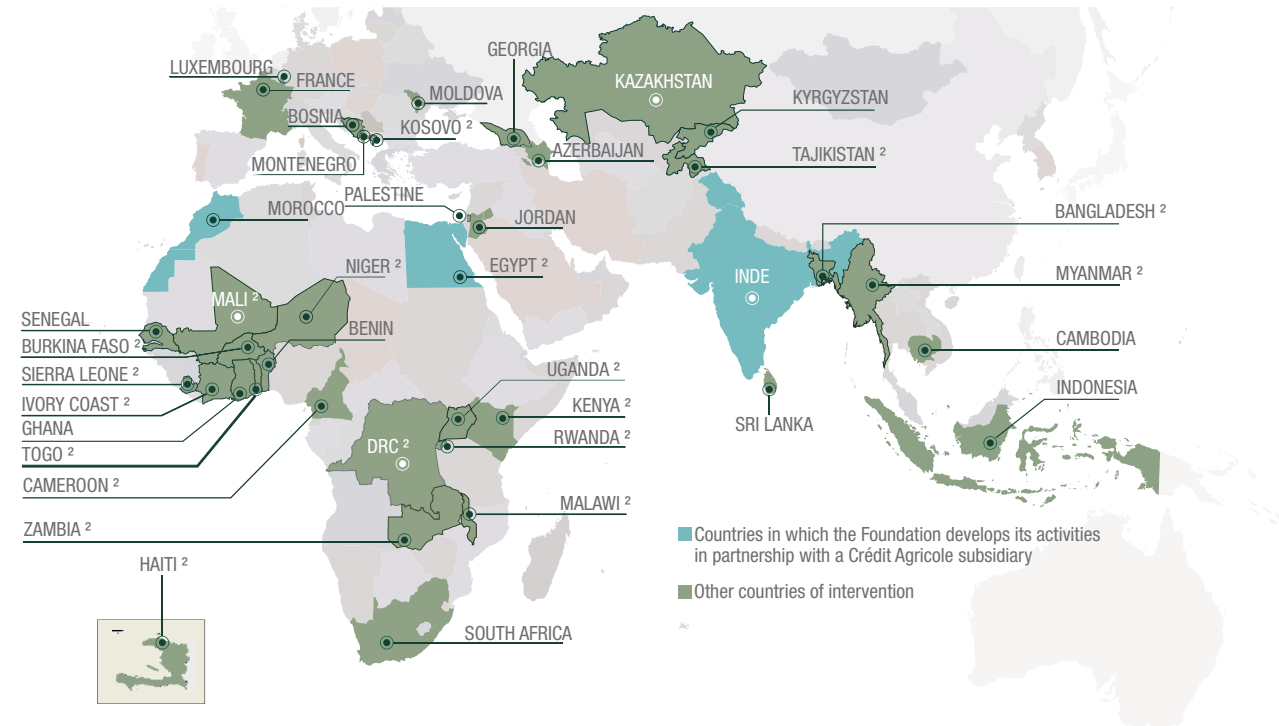 GEORGIA
LUXEMBOURG
FRANCE
KAZAKHSTAN
MOLDOVA
KYRGYZSTAN
BOSNIA
KOSOVO ²
AZERBAIJAN
TAJIKISTAN ²
MONTENEGRO
PALESTINE
MOROCCO
JORDAN
BANGLADESH ²
NIGER ²
EGYPT ²
INDE
MYANMAR ²
MALI ²
SENEGAL
BENIN
BURKINA FASO ²
CAMBODIA
SIERRA LEONE ²
UGANDA ²
INDONESIA
IVORY COAST ²
KENYA ²
GHANA
SRI LANKA
RWANDA ²
TOGO ²
DRC ²
CAMEROON ²
MALAWI ²
ZAMBIA ²
Countries in which the Foundation develops its activities
in partnership with a Crédit Agricole subsidiary
HAITI ²
Other countries of intervention
SOUTH AFRICA